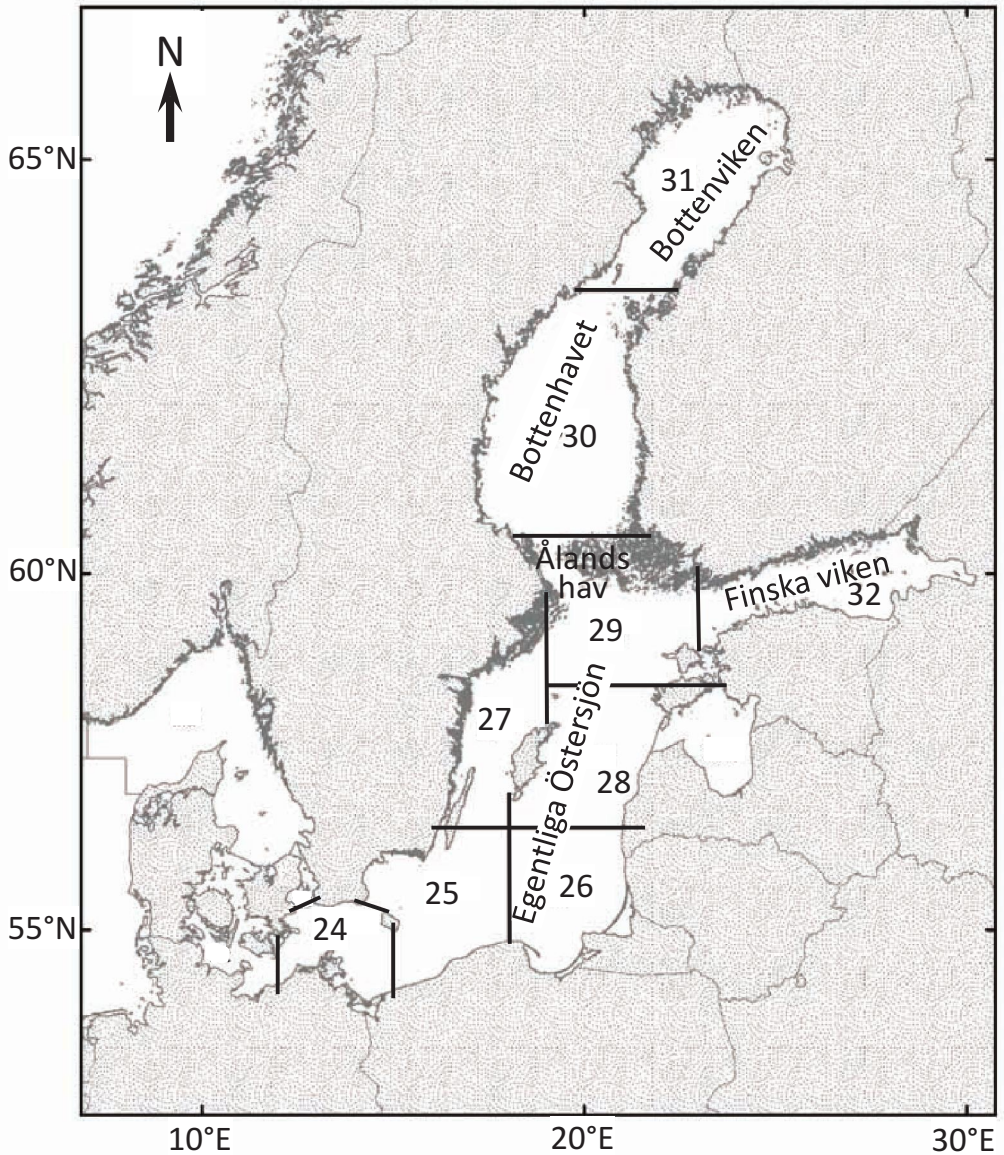 N
65°N
31
Bottenviken
Bottenhavet
30
Ålands
hav
60°N
Finska viken
32
29
27
Egentliga Östersjön
28
25
26
24
55°N
10°E
20°E
30°E